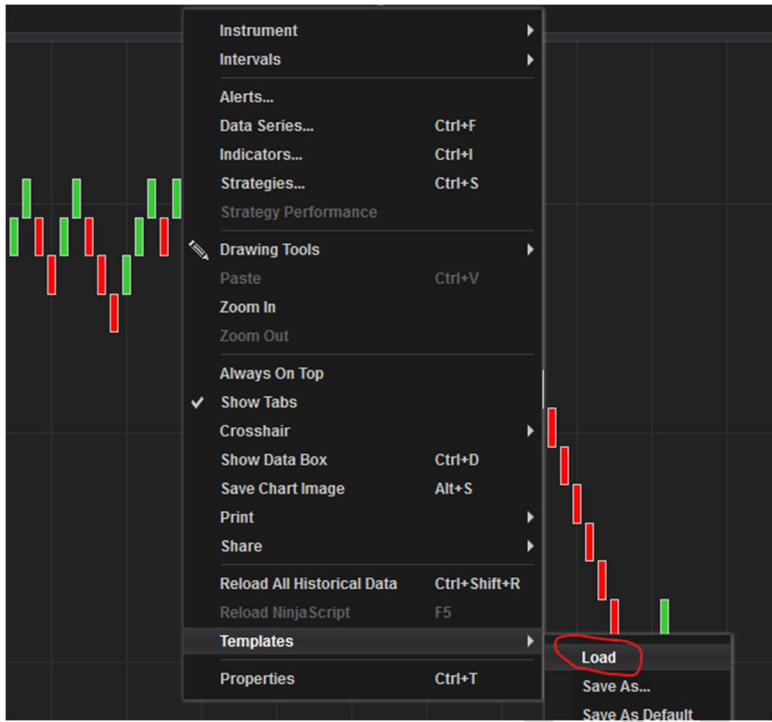 Instrument
Intervals
Alerts...
Data Series... Ctrl+F
Indicators... Ctrl+I
Strategies... Ctrl+S
Strategy Performance
Drawing Tools
Paste Ctrl+V
Zoom In
Zoom Out
Always On Top
Show Tabs
Crosshair
Show Data Box Ctrl+D
Save Chart Image Alt+S
Print
Share
Reload All Historical Data Ctrl+Shift+R
Reload NinjaScript F5
Templates
Load
Properties Ctrl+T
Save As...
Save As Default